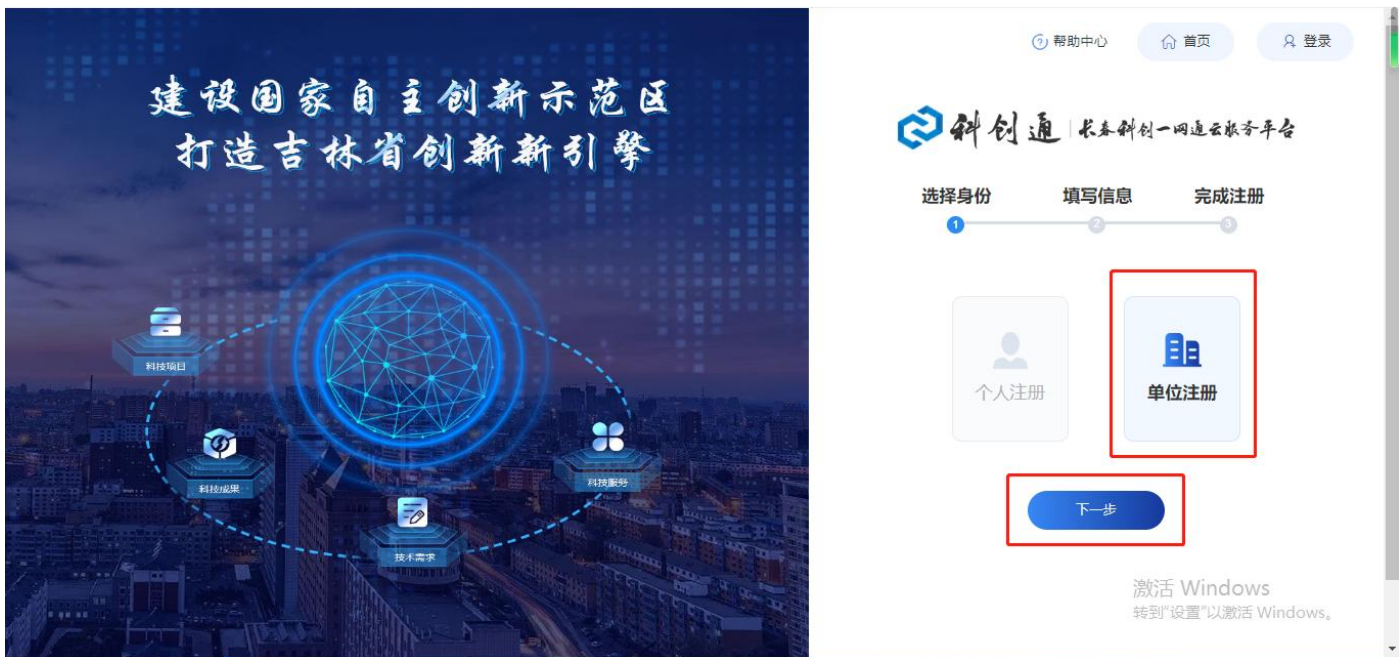 建设国家自主创新示范区
打造吉林省创新新引擎
科技项目
科技成果
技术需求
科技服务
帮助中心 首页 登录
科创通 长春科创一网通云服务平台
选择身份 填写信息 完成注册
1 2 3
个人注册 单位注册
下一步
激活 Windows
转到"设置"以激活 Windows。